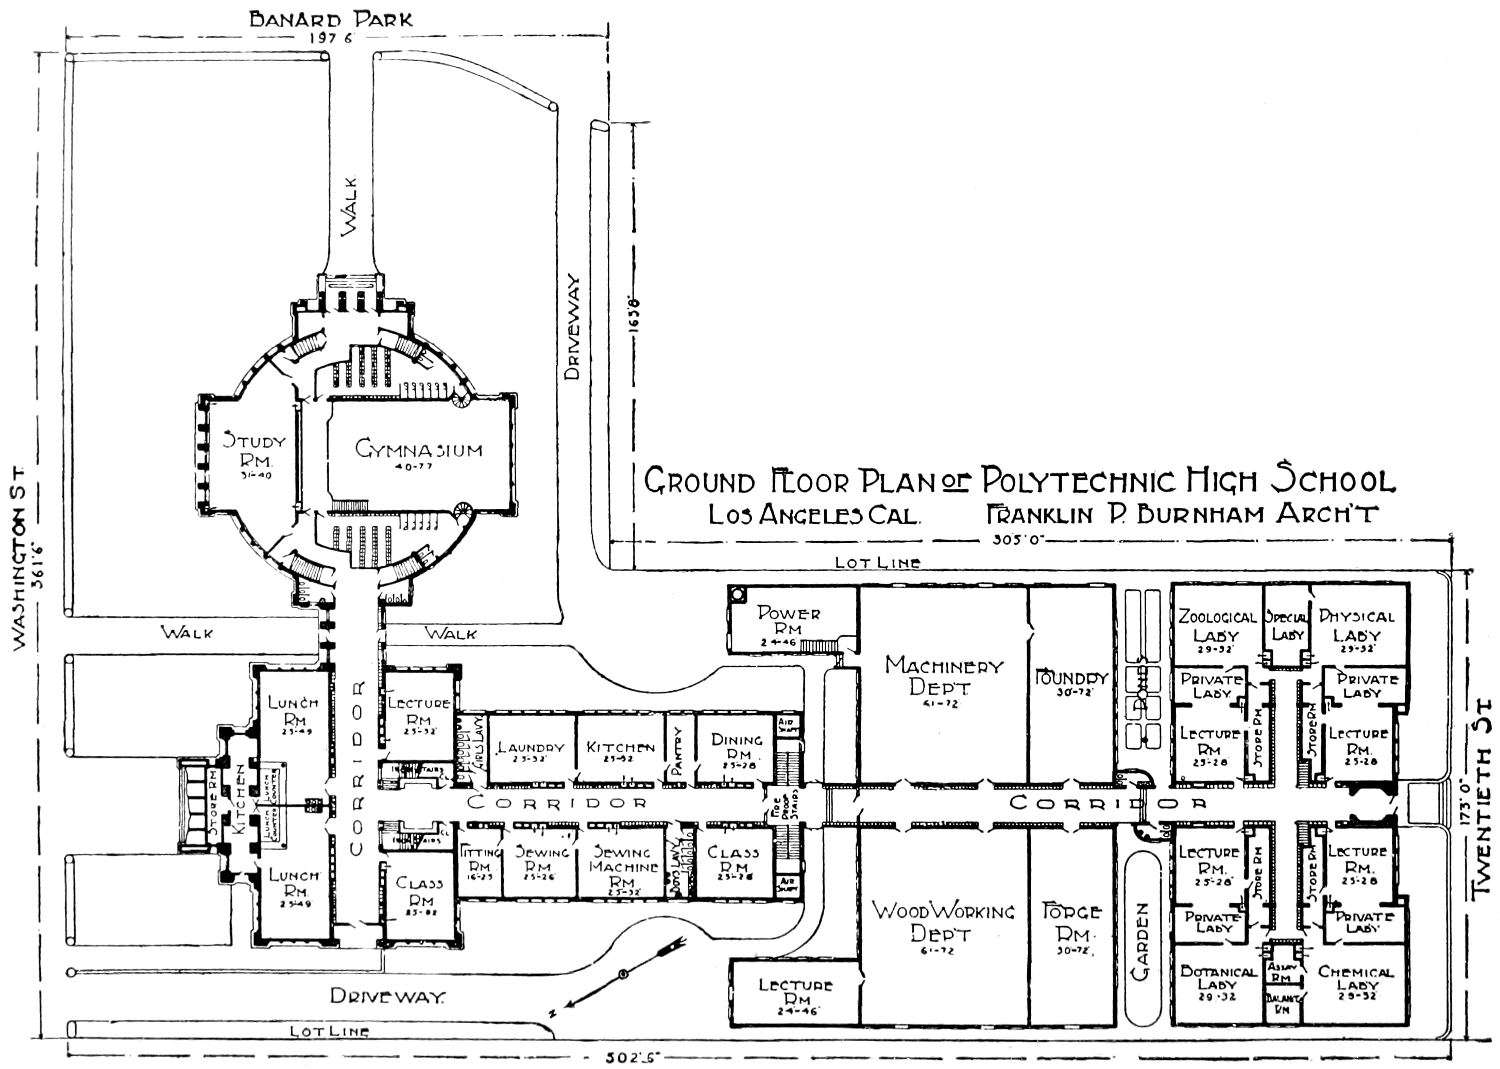 BANARD PARK
197'6"
WALK
DRIVEWAY
163'8"
WASHINGTON ST.
361'6"
STUDY
RM.
31-40
GYMNASIUM
40-77
GROUND FLOOR PLAN OF POLYTECHNIC HIGH SCHOOL
LOS ANGELES CAL. FRANKLIN P. BURNHAM ARCH'T
305'0"
LOT LINE
WALK
WALK
POWER
RM
24-46
MACHINERY
DEPT
61-72
FOUNDRY
30-72
PONDS
ZOOLOGICAL
LABY
29-32
SPECIAL
LABY
PHYSICAL
LABY
29-32
PRIVATE
LABY
PRIVATE
LABY
LECTURE
RM
25-28
STORE RM
STORE RM
LECTURE
RM.
25-28
TWENTIETH ST
173'0"
LUNCH
RM
25-49
CORRIDOR
LECTURE
RM
25-32
GIRLS LAVY
LAUNDRY
25-32
KITCHEN
25-32
PANTRY
DINING
RM
25-28
AIR
SHAFT
STORE RM
KITCHEN
LUNCH
COUNTER
LUNCH
COUNTER
IRON STAIRS
CORRIDOR
FIRE
PROOF
STAIRS
CORRIDOR
IRON STAIRS
CL
LUNCH
RM.
25-49
CLASS
RM
25-32
FITTING
RM
16-25
SEWING
RM
25-26
SEWING
MACHINE
RM.
25-32
BOYS LAVY
CLASS
RM
25-28
AIR
SHAFT
WOOD WORKING
DEPT
61-72
FORGE
RM.
30-72
GARDEN
LECTURE
RM.
25-28
STORE RM
STORE RM
LECTURE
RM.
25-28
PRIVATE
LABY
PRIVATE
LABY
BOTANICAL
LABY
29-32
ASSAY
RM
BALANCE
RM
CHEMICAL
LABY
29-32
LECTURE
RM
24-46
N
DRIVEWAY.
LOT LINE
502'6"